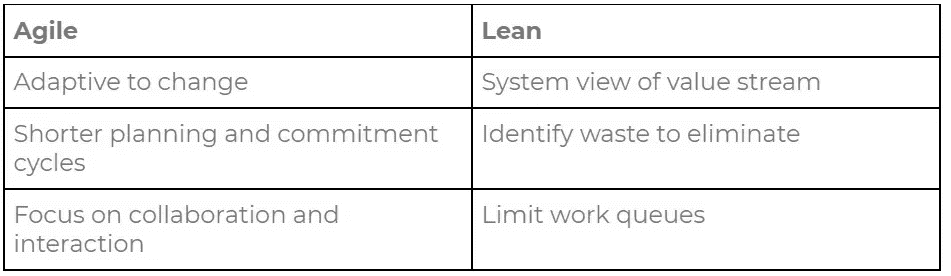 Agile
Lean
Adaptive to change
System view of value stream
Shorter planning and commitment
cycles
Identify waste to eliminate
Focus on collaboration and
interaction
Limit work queues